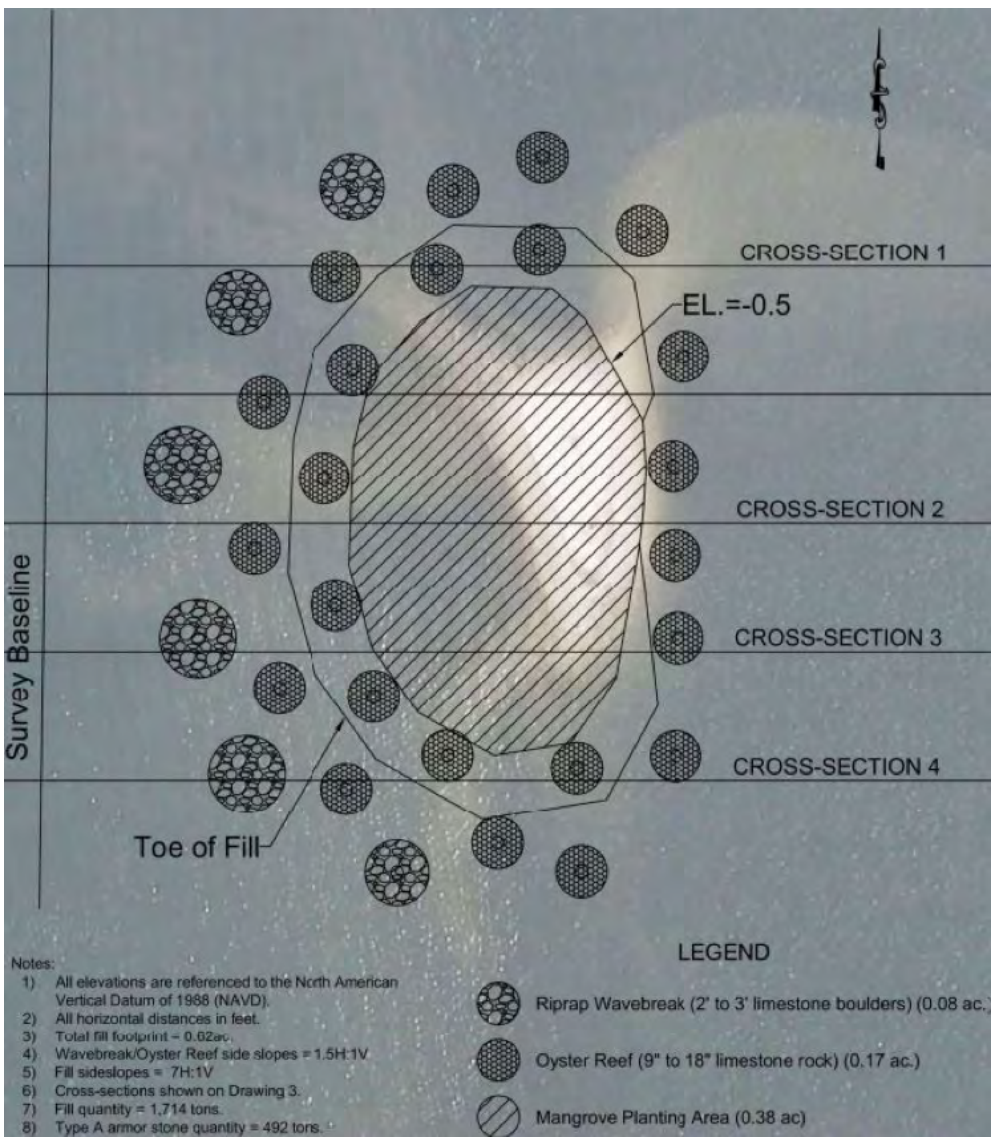 CROSS-SECTION 1
EL.=-0.5
CROSS-SECTION 2
CROSS-SECTION 3
CROSS-SECTION 4
Survey Baseline
Toe of Fill
Notes:
1) All elevations are referenced to the North American
Vertical Datum of 1988 (NAVD).
2) All horizontal distances in feet.
3) Total fill footprint = 0.62ac.
4) Wavebreak/Oyster Reef side slopes = 1.5H:1V
5) Fill sideslopes = 7H:1V
6) Cross-sections shown on Drawing 3.
7) Fill quantity = 1,714 tons.
8) Type A armor stone quantity = 492 tons.
LEGEND
Riprap Wavebreak (2' to 3' limestone boulders) (0.08 ac.)
Oyster Reef (9" to 18" limestone rock) (0.17 ac.)
Mangrove Planting Area (0.38 ac)